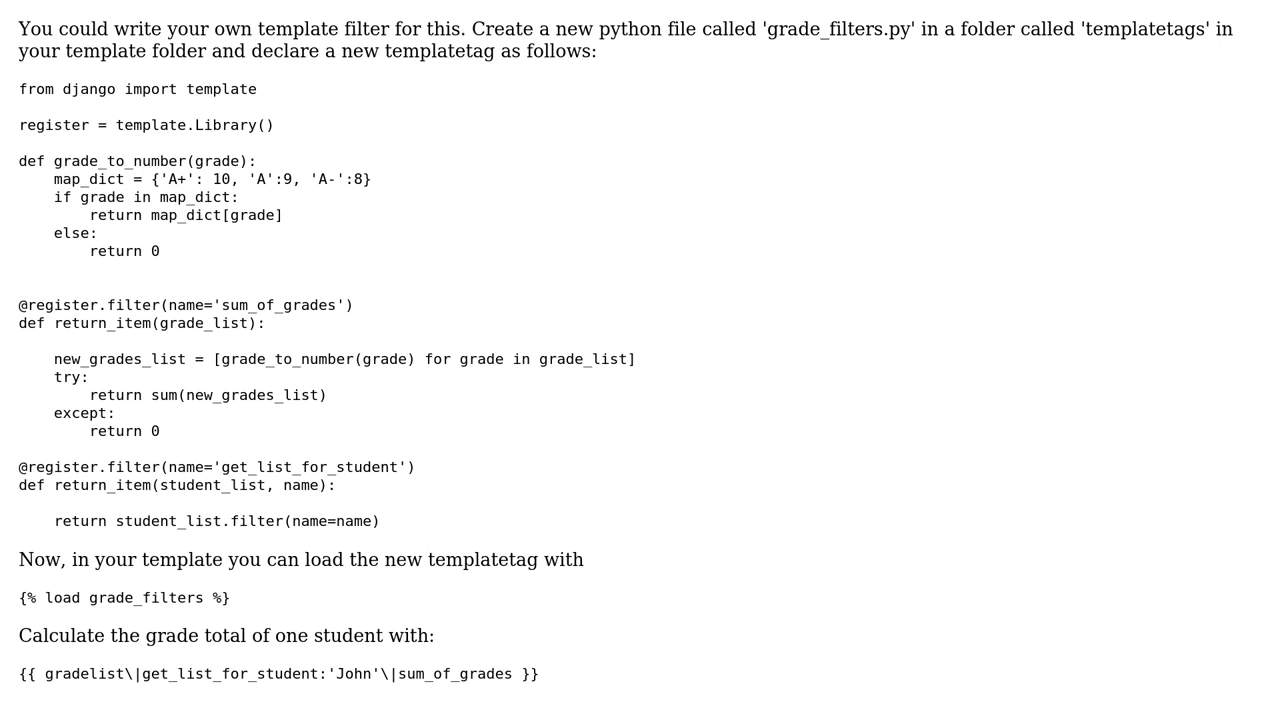 You could write your own template filter for this. Create a new python file called 'grade_filters.py' in a folder called 'templatetags' in
your template folder and declare a new templatetag as follows:
from django import template
register = template.Library()
def grade_to_number(grade):
    map_dict = {'A+': 10, 'A':9, 'A-':8}
    if grade in map_dict:
        return map_dict[grade]
    else:
        return 0
@register.filter(name='sum_of_grades')
def return_item(grade_list):
    new_grades_list = [grade_to_number(grade) for grade in grade_list]
    try:
        return sum(new_grades_list)
    except:
        return 0
@register.filter(name='get_list_for_student')
def return_item(student_list, name):
    return student_list.filter(name=name)
Now, in your template you can load the new templatetag with
{% load grade_filters %}
Calculate the grade total of one student with:
{{ gradelist\|get_list_for_student:'John'\|sum_of_grades }}